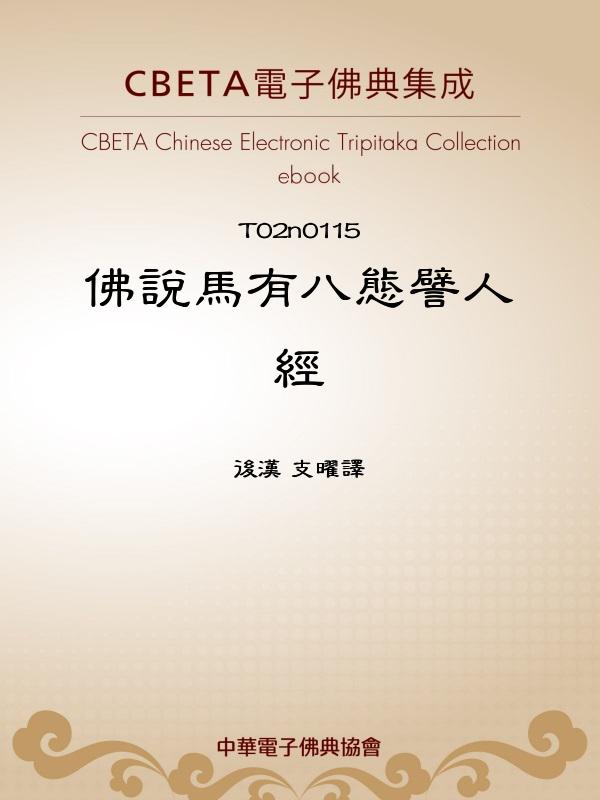 CBETA電子佛典集成
CBETA Chinese Electronic Tripitaka Collection
ebook
T02n0115
佛說馬有八態譬人
經
後漢 支曜譯
中華電子佛典協會